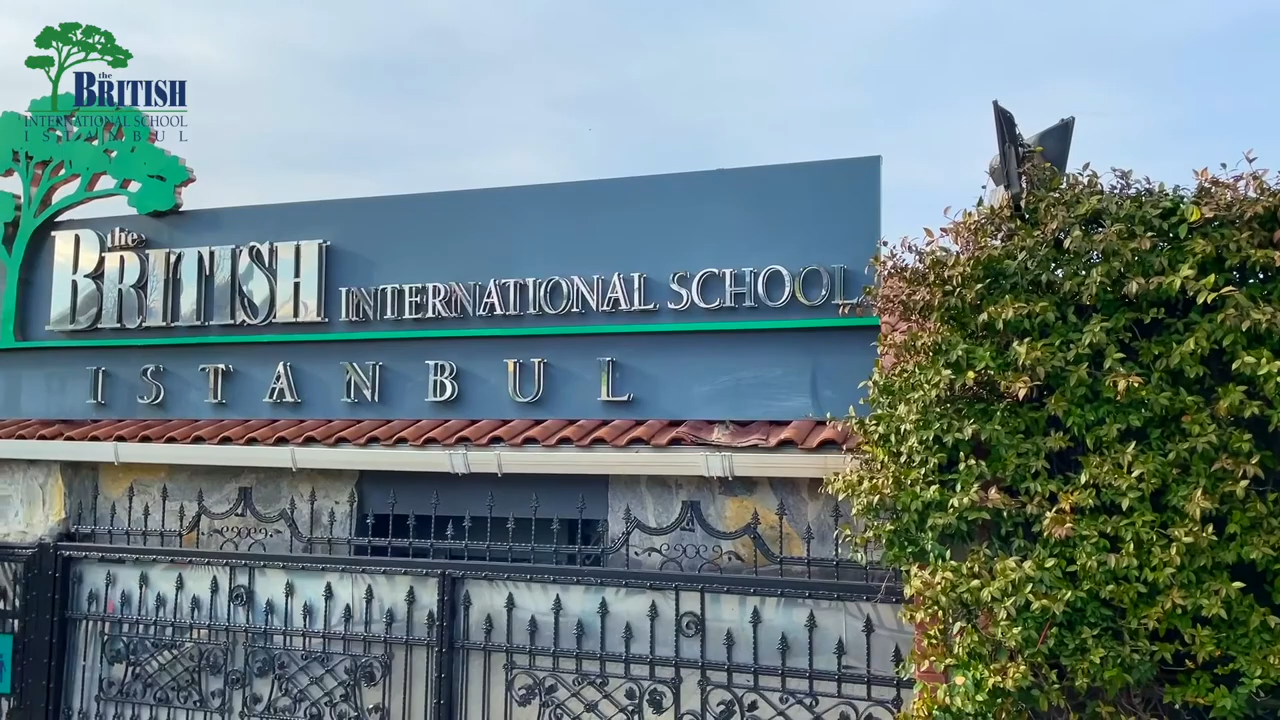 the
BRITISH
INTERNATIONAL SCHOOL
ISTANBUL
the
BRITISH INTERNATIONAL SCHOOL
ISTANBUL